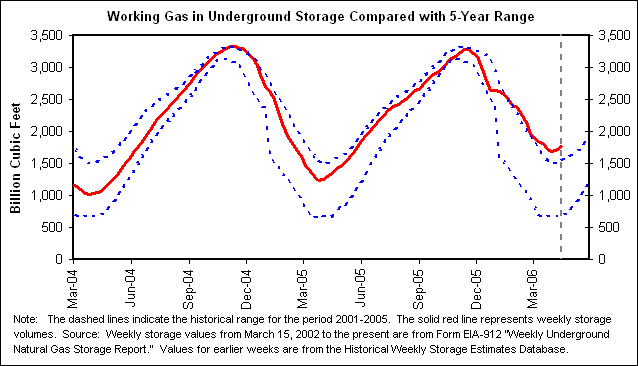 Working Gas in Underground Storage Compared with 5-Year Range
Billion Cubic Feet
3,500
3,000
2,500
2,000
1,500
1,000
500
0
3,500
3,000
2,500
2,000
1,500
1,000
500
0
Mar-04
Jun-04
Sep-04
Dec-04
Mar-05
Jun-05
Sep-05
Dec-05
Mar-06
Note: The dashed lines indicate the historical range for the period 2001-2005. The solid red line represents weekly storage
volumes. Source: Weekly storage values from March 15, 2002 to the present are from Form EIA-912 "Weekly Underground
Natural Gas Storage Report." Values for earlier weeks are from the Historical Weekly Storage Estimates Database.